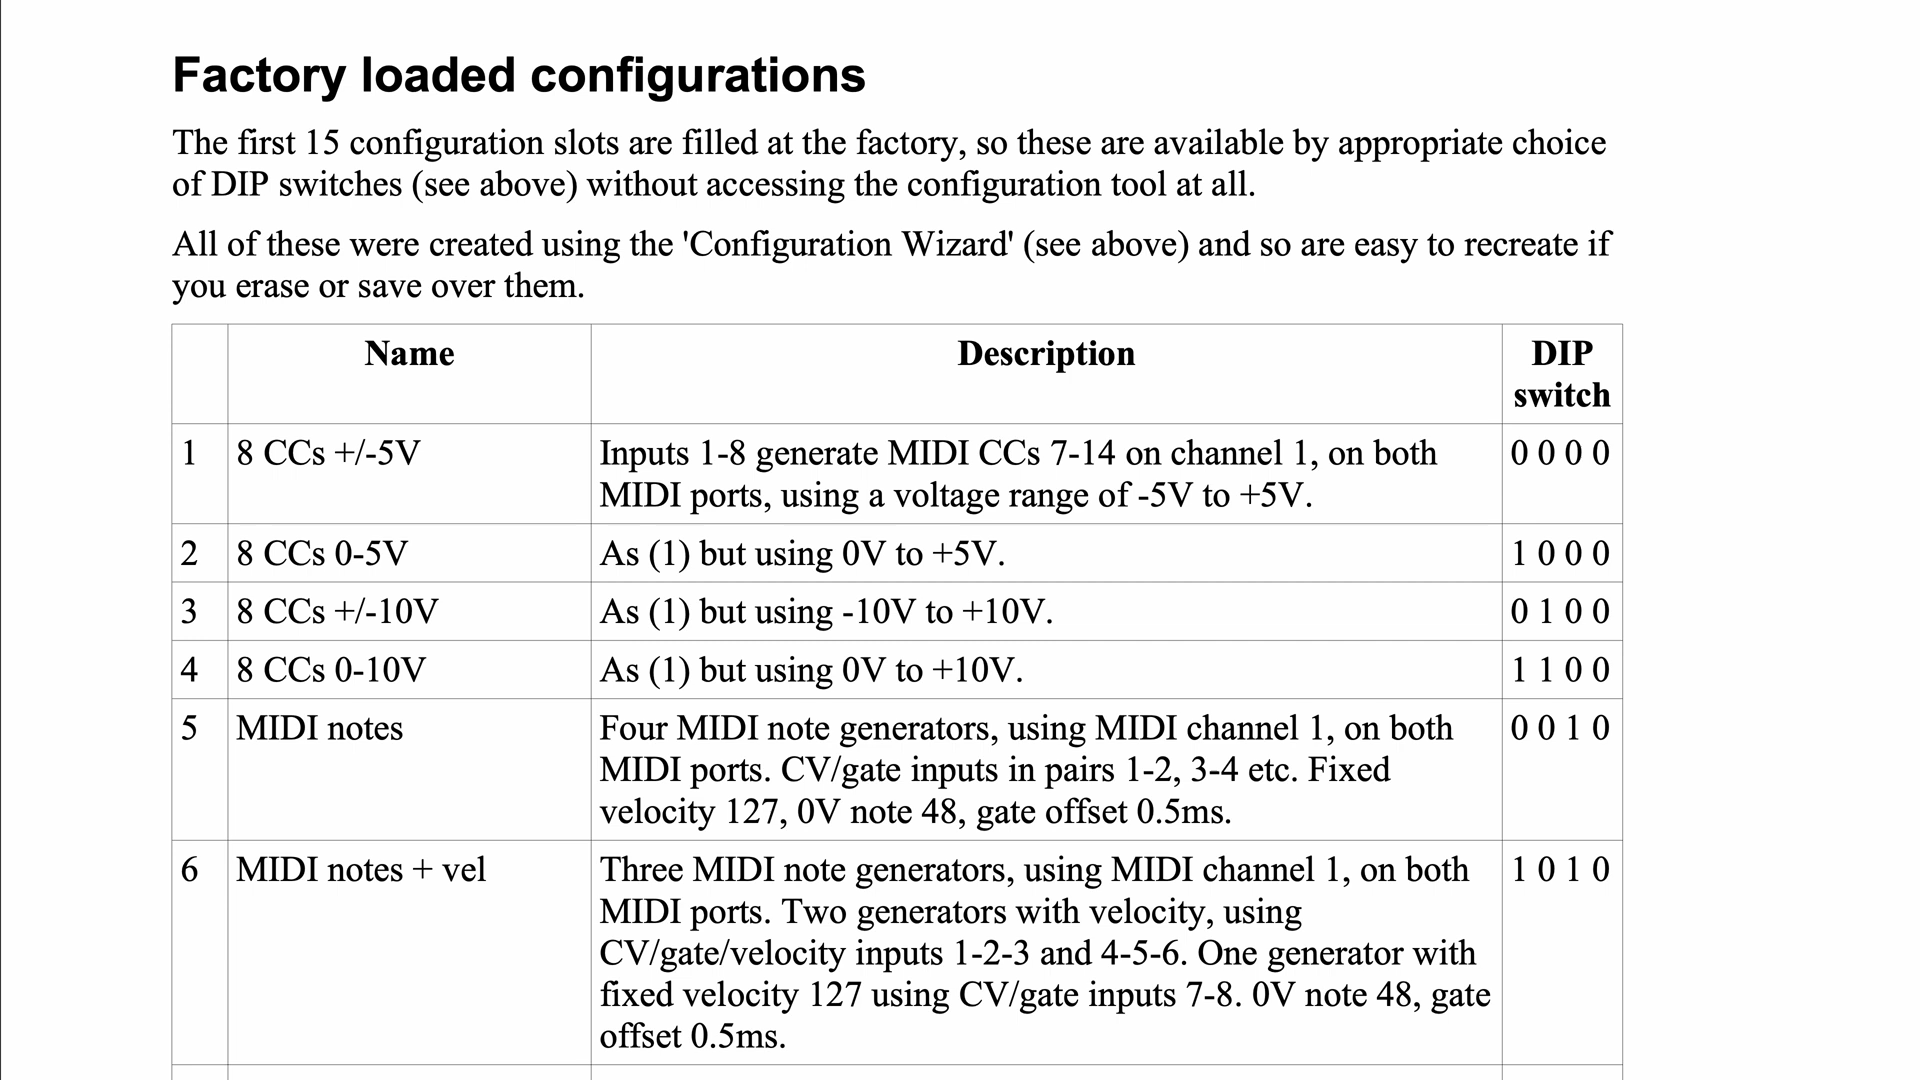 Factory loaded configurations
The first 15 configuration slots are filled at the factory, so these are available by appropriate choice
of DIP switches (see above) without accessing the configuration tool at all.
All of these were created using the 'Configuration Wizard' (see above) and so are easy to recreate if
you erase or save over them.
Name Description DIP
switch
1 8 CCs +/-5V Inputs 1-8 generate MIDI CCs 7-14 on channel 1, on both 0 0 0 0
MIDI ports, using a voltage range of -5V to +5V.
2 8 CCs 0-5V As (1) but using 0V to +5V. 1 0 0 0
3 8 CCs +/-10V As (1) but using -10V to +10V. 0 1 0 0
4 8 CCs 0-10V As (1) but using 0V to +10V. 1 1 0 0
5 MIDI notes Four MIDI note generators, using MIDI channel 1, on both 0 0 1 0
MIDI ports. CV/gate inputs in pairs 1-2, 3-4 etc. Fixed
velocity 127, 0V note 48, gate offset 0.5ms.
6 MIDI notes + vel Three MIDI note generators, using MIDI channel 1, on both 1 0 1 0
MIDI ports. Two generators with velocity, using
CV/gate/velocity inputs 1-2-3 and 4-5-6. One generator with
fixed velocity 127 using CV/gate inputs 7-8. 0V note 48, gate
offset 0.5ms.